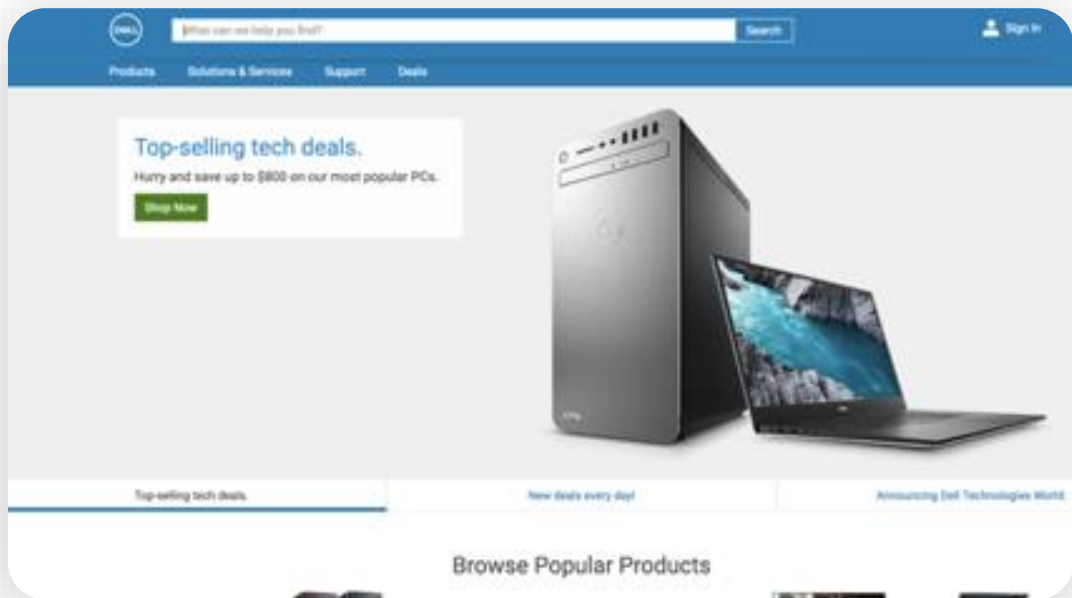 DELL
What can we help you find?
Search
Sign In
Products
Solutions & Services
Support
Deals
Top-selling tech deals.
Hurry and save up to $800 on our most popular PCs.
Shop Now
XPS
Top-selling tech deals.
New deals every day!
Announcing Dell Technologies World.
Browse Popular Products